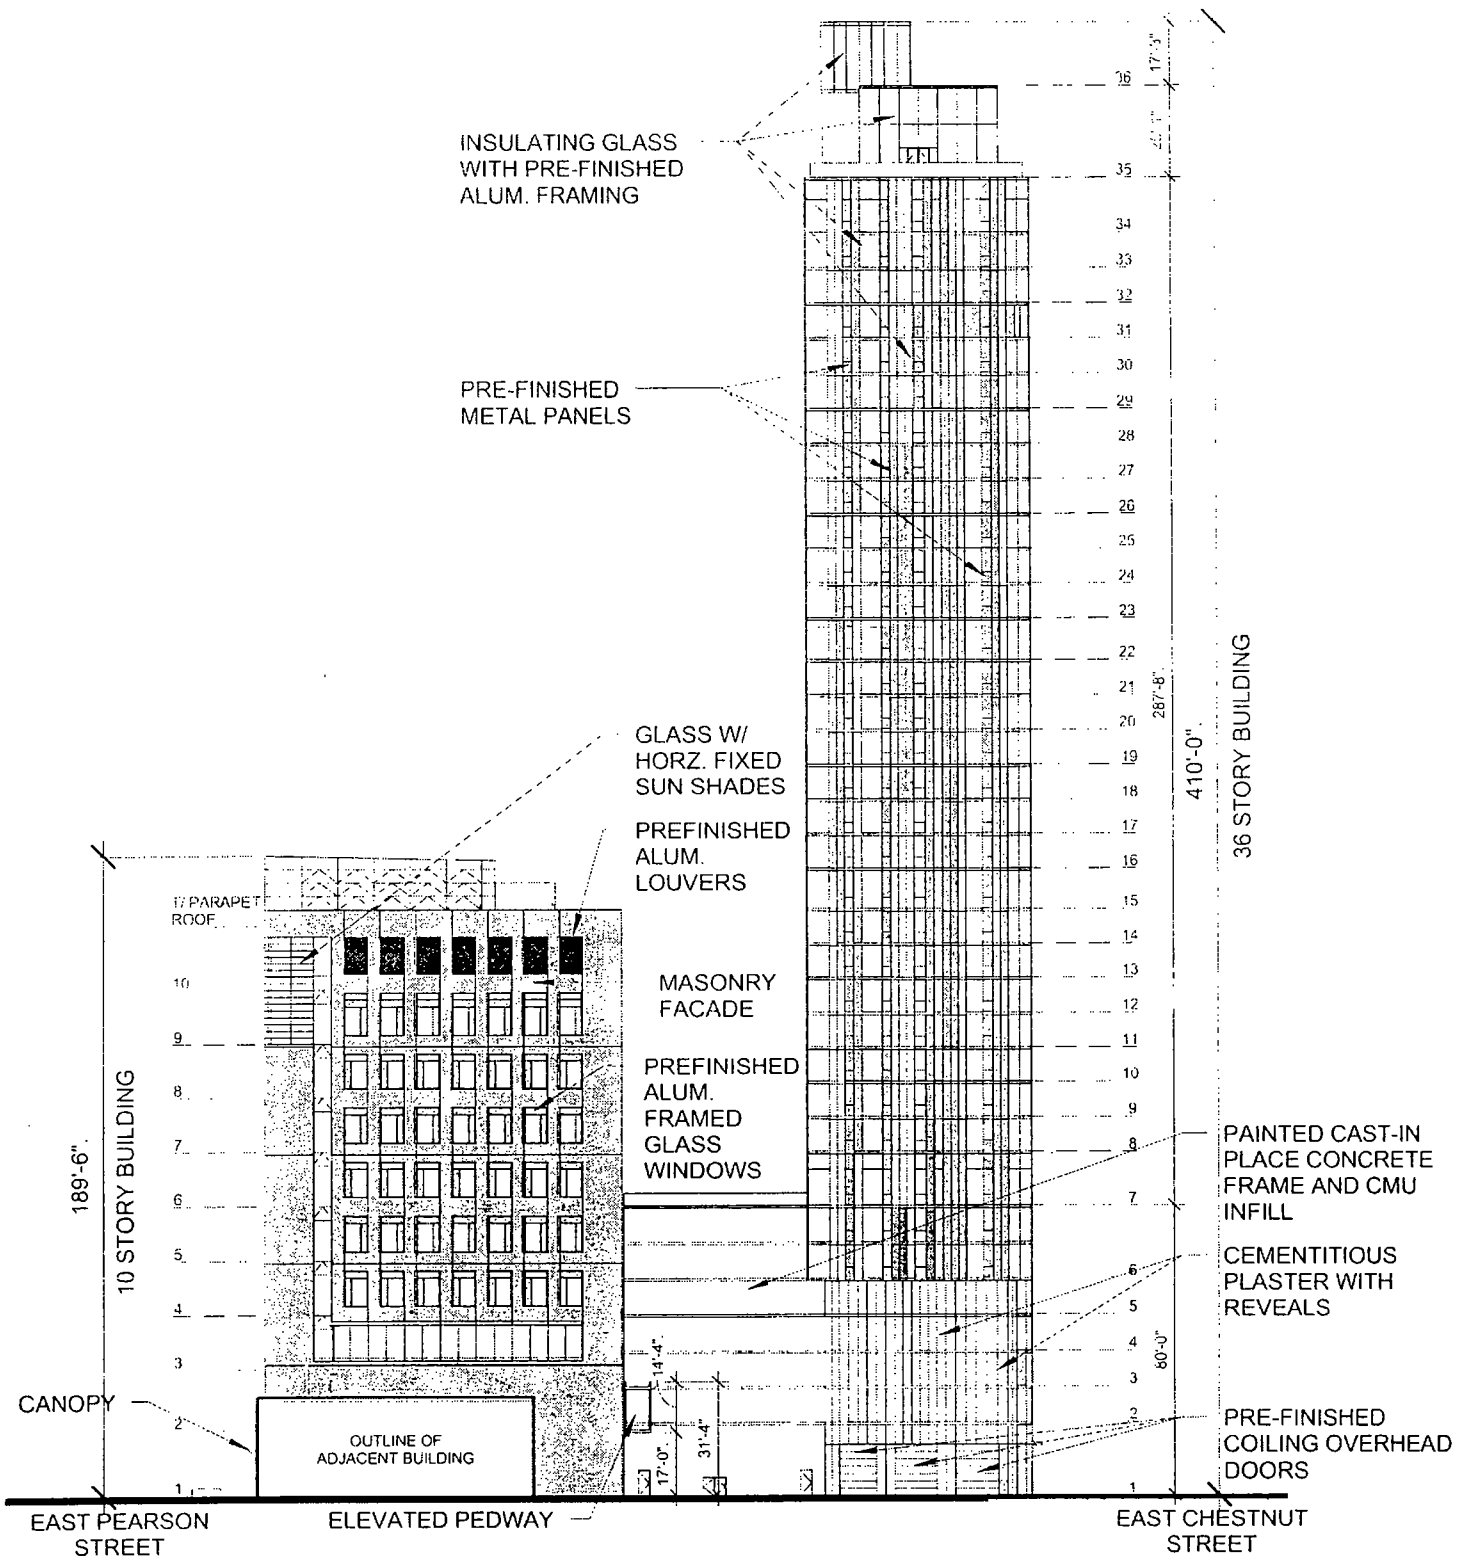 36
17'-5".
INSULATING GLASS
WITH PRE-FINISHED
ALUM. FRAMING
35
34
33
32
31
30
PRE-FINISHED
METAL PANELS
29
28
27
26
25
24
23
22
21
287'-8".
20
410'-0".
36 STORY BUILDING
GLASS W/
HORZ. FIXED
SUN SHADES
19
18
PREFINISHED
ALUM.
LOUVERS
17
16
T/ PARAPET
ROOF
15
14
10
MASONRY
FACADE
13
12
9
11
189'-6".
10 STORY BUILDING
8
PREFINISHED
ALUM.
FRAMED
GLASS
WINDOWS
10
9
7
8
PAINTED CAST-IN
PLACE CONCRETE
FRAME AND CMU
INFILL
6
7
5
6
CEMENTITIOUS
PLASTER WITH
REVEALS
4
5
4
80'-0"
3
14'-4".
3
CANOPY
2
2
PRE-FINISHED
COILING OVERHEAD
DOORS
OUTLINE OF
ADJACENT BUILDING
17'-0".
31'-4"
1
1
EAST PEARSON
STREET
ELEVATED PEDWAY
EAST CHESTNUT
STREET